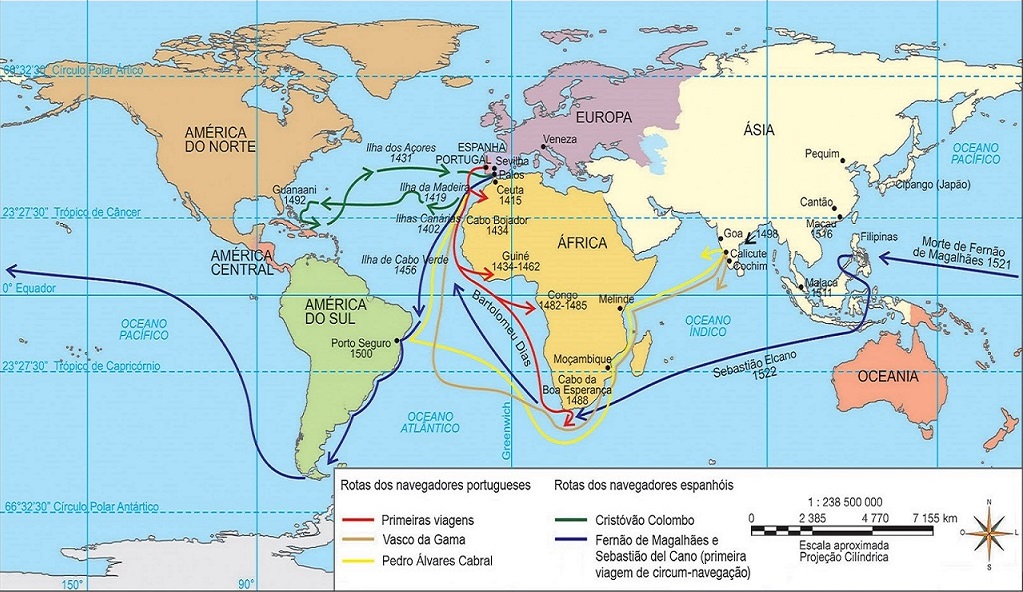 66°32'30" Círculo Polar Ártico
EUROPA
AMÉRICA
DO NORTE
ÁSIA
Veneza
Ilha dos Açores
1431
ESPANHA
PORTUGAL
Sevilha
Palos
Pequim
OCEANO
PACÍFICO
Cipango (Japão)
Guanaani
1492
Ilha da Madeira
1419
Ceuta
1415
Cantão
23°27'30" Trópico de Câncer
Ilhas Canárias
1402
Cabo Bojador
1434
Macau
1516
Goa
1498
Filipinas
ÁFRICA
AMÉRICA
CENTRAL
Ilha de Cabo Verde
1456
Guiné
1434-1462
Calicute
Cochim
Morte de Fernão
de Magalhães 1521
Malaca
1511
0° Equador
AMÉRICA
DO SUL
Bartolomeu Dias
Congo
1482-1485
Melinde
OCEANO
PACÍFICO
OCEANO
ÍNDICO
Porto Seguro
1500
Moçambique
23°27'30" Trópico de Capricórnio
Sebastião Elcano
1522
Cabo da
Boa Esperança
1488
OCEANIA
OCEANO
ATLÂNTICO
Greenwich
66°32'30" Círculo Polar Antártico
150°
90°
Rotas dos navegadores portugueses
Primeiras viagens
Vasco da Gama
Pedro Álvares Cabral
Rotas dos navegadores espanhóis
Cristóvão Colombo
Fernão de Magalhães e
Sebastião del Cano (primeira
viagem de circum-navegação)
1 : 238 500 000
0 2 385 4 770 7 155 km
Escala aproximada
Projeção Cilíndrica
N
O L
S